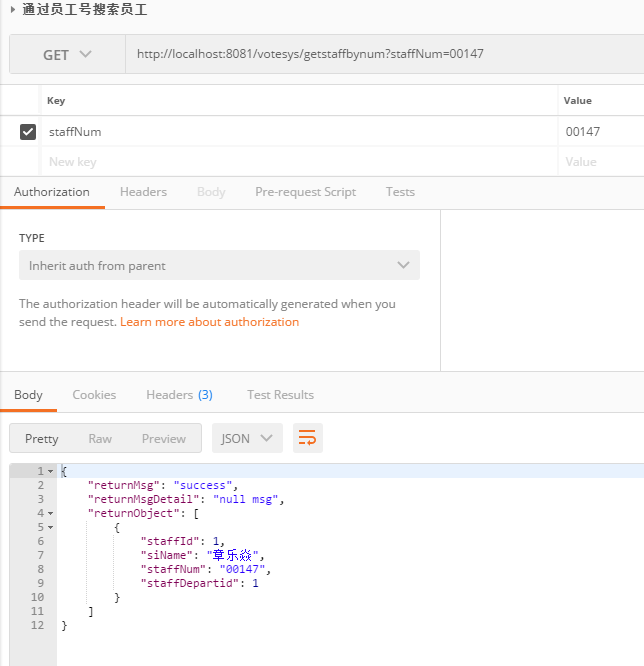 通过员工号搜索员工
GET http://localhost:8081/votesys/getstaffbynum?staffNum=00147
Key Value
staffNum 00147
New key Value
Authorization Headers Body Pre-request Script Tests
TYPE
Inherit auth from parent
The authorization header will be automatically generated when you
send the request. Learn more about authorization
Body Cookies Headers (3) Test Results
Pretty Raw Preview JSON
1 {
2 "returnMsg": "success",
3 "returnMsgDetail": "null msg",
4 "returnObject": [
5 {
6 "staffId": 1,
7 "siName": "章乐焱",
8 "staffNum": "00147",
9 "staffDepartid": 1
10 }
11 ]
12 }